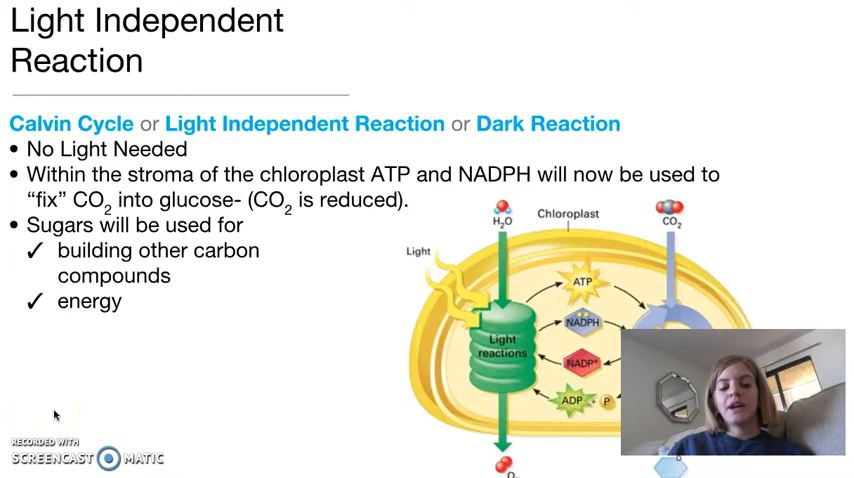 Light Independent
Reaction
Calvin Cycle or Light Independent Reaction or Dark Reaction
• No Light Needed
• Within the stroma of the chloroplast ATP and NADPH will now be used to
“fix” CO2 into glucose- (CO2 is reduced).
• Sugars will be used for
✓ building other carbon
compounds
✓ energy
H2O
Chloroplast
CO2
Light
ATP
NADPH
Light
reactions
NADP+
ADP + P
O2
RECORDED WITH
SCREENCAST MATIC